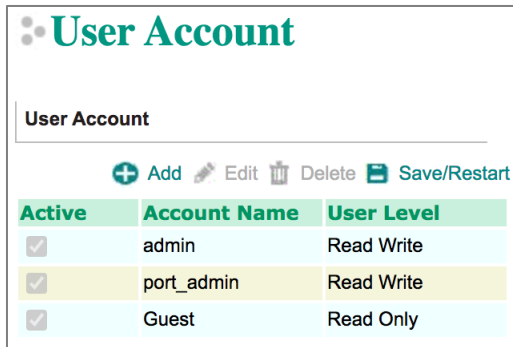 User Account
User Account
Add Edit Delete Save/Restart
Active Account Name User Level
admin Read Write
port_admin Read Write
Guest Read Only